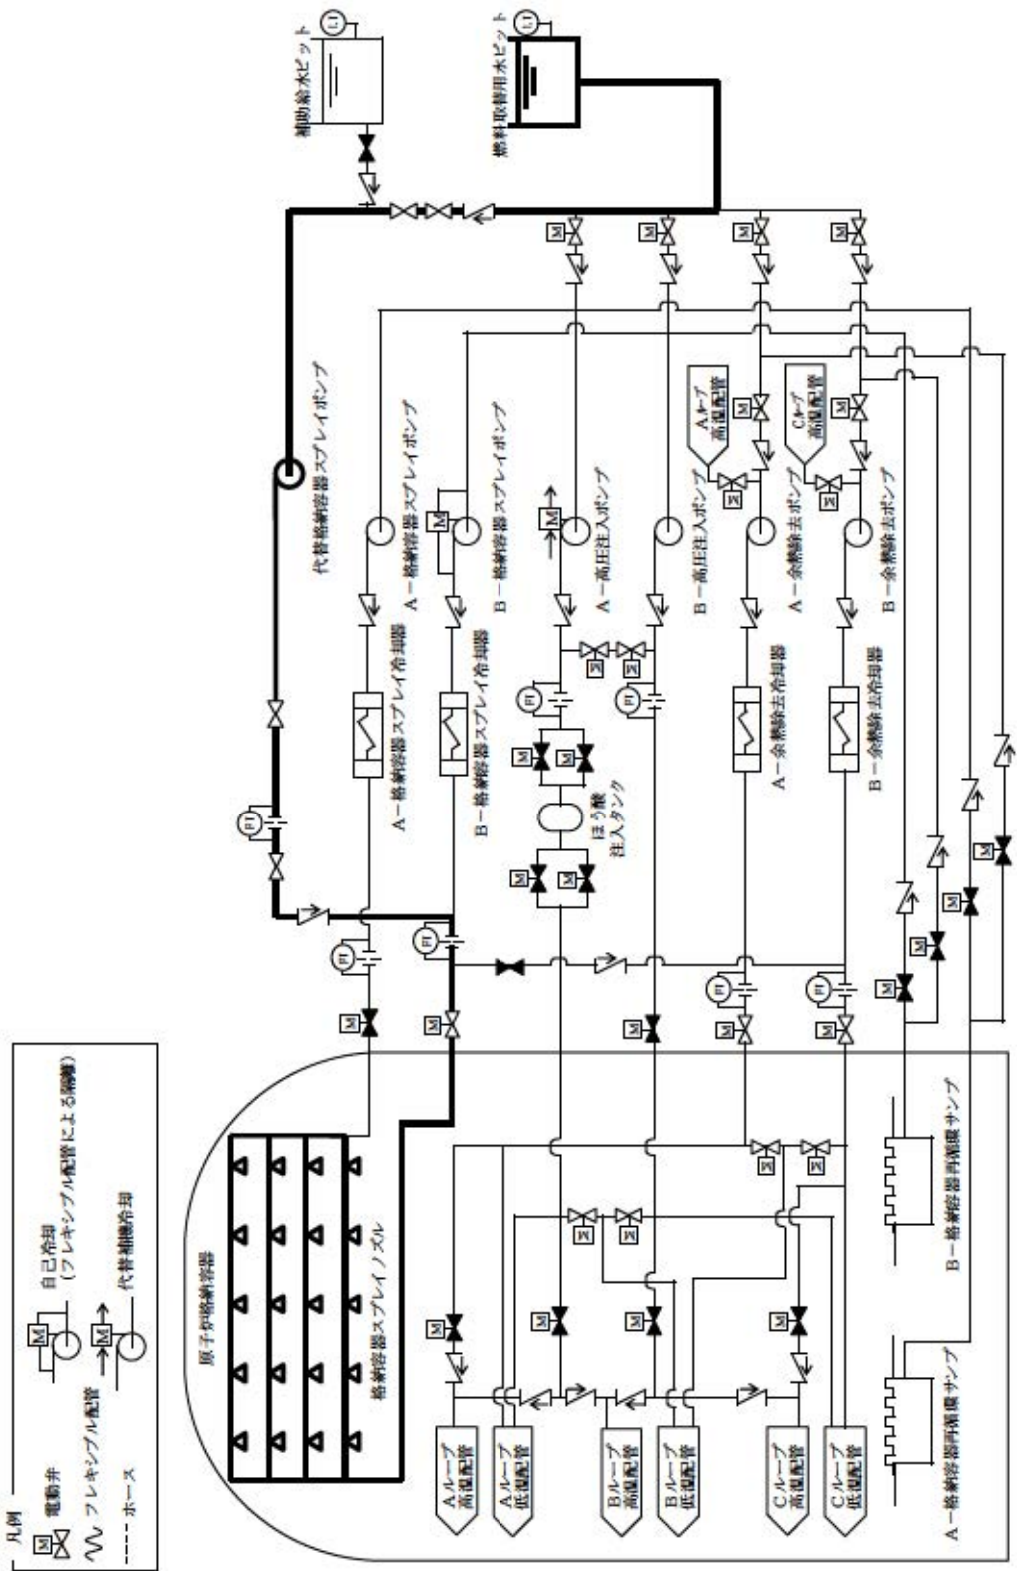 凡例
M
電動弁
フレキシブル配管
ホース
M
自己冷却
(フレキシブル配管による隔離)
M
代替補機冷却
補助給水ピット
LI
燃料取替用水ピット
LI
代替格納容器スプレイポンプ
A-格納容器スプレイポンプ
B-格納容器スプレイポンプ
A-高圧注入ポンプ
B-高圧注入ポンプ
A-余熱除去ポンプ
B-余熱除去ポンプ
Aループ
高温配管
Cループ
高温配管
A-格納容器スプレイ冷却器
B-格納容器スプレイ冷却器
A-余熱除去冷却器
B-余熱除去冷却器
ほう酸
注入タンク
FI
FI
FI
FI
FI
FI
FI
原子炉格納容器
格納容器スプレイノズル
Aループ
高温配管
Aループ
低温配管
Bループ
高温配管
Bループ
低温配管
Cループ
高温配管
Cループ
低温配管
A-格納容器再循環サンプ
B-格納容器再循環サンプ